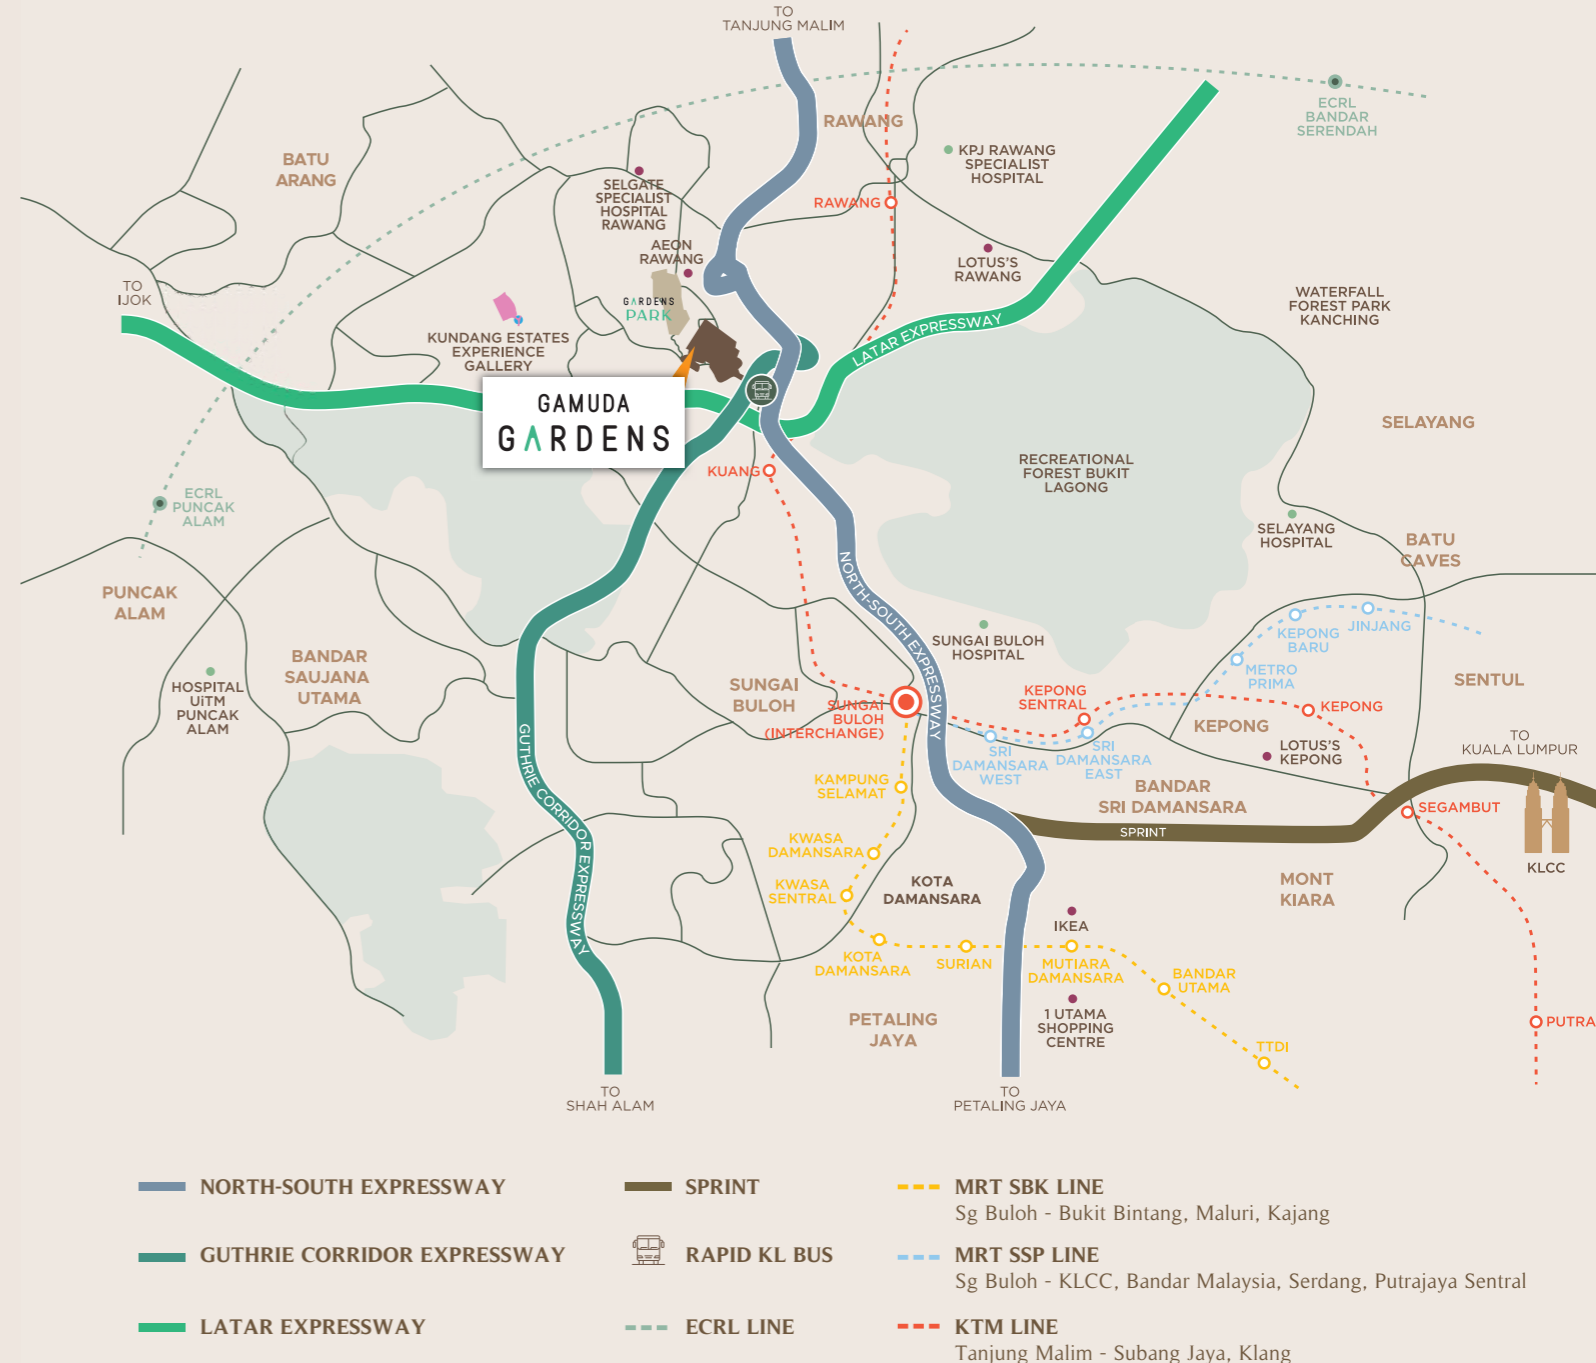 TO
TANJUNG MALIM
RAWANG
ECRL
BANDAR
SERENDAH
BATU
ARANG
KPJ RAWANG
SPECIALIST
HOSPITAL
SELGATE
SPECIALIST
HOSPITAL
RAWANG
RAWANG
AEON
RAWANG
LOTUS'S
RAWANG
TO
IJOK
GARDENS
PARK
WATERFALL
FOREST PARK
KANCHING
KUNDANG ESTATES
EXPERIENCE
GALLERY
LATAR EXPRESSWAY
GAMUDA
GARDENS
SELAYANG
KUANG
RECREATIONAL
FOREST BUKIT
LAGONG
ECRL
PUNCAK
ALAM
SELAYANG
HOSPITAL
BATU
CAVES
NORTH-SOUTH EXPRESSWAY
PUNCAK
ALAM
SUNGAI BULOH
HOSPITAL
KEPONG
BARU
JINJANG
METRO
PRIMA
BANDAR
SAUJANA
UTAMA
HOSPITAL
UiTM
PUNCAK
ALAM
SUNGAI
BULOH
SUNGAI
BULOH
(INTERCHANGE)
KEPONG
SENTRAL
SENTUL
KEPONG
KEPONG
SRI
DAMANSARA
WEST
SRI
DAMANSARA
EAST
LOTUS'S
KEPONG
TO
KUALA LUMPUR
GUTHRIE CORRIDOR EXPRESSWAY
KAMPUNG
SELAMAT
BANDAR
SRI DAMANSARA
SEGAMBUT
SPRINT
KWASA
DAMANSARA
KLCC
KWASA
SENTRAL
KOTA
DAMANSARA
MONT
KIARA
IKEA
KOTA
DAMANSARA
SURIAN
MUTIARA
DAMANSARA
BANDAR
UTAMA
PETALING
JAYA
1 UTAMA
SHOPPING
CENTRE
PUTRA
TTDI
TO
SHAH ALAM
TO
PETALING JAYA
NORTH-SOUTH EXPRESSWAY
SPRINT
MRT SBK LINE
Sg Buloh - Bukit Bintang, Maluri, Kajang
GUTHRIE CORRIDOR EXPRESSWAY
RAPID KL BUS
MRT SSP LINE
Sg Buloh - KLCC, Bandar Malaysia, Serdang, Putrajaya Sentral
LATAR EXPRESSWAY
ECRL LINE
KTM LINE
Tanjung Malim - Subang Jaya, Klang